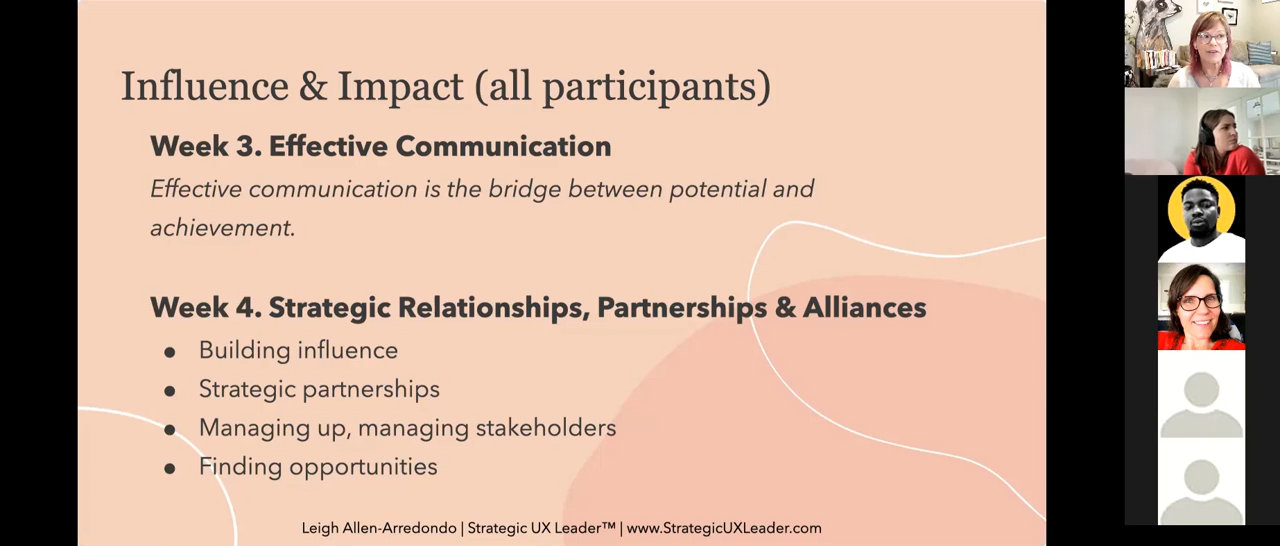 Influence & Impact (all participants)
Week 3. Effective Communication
Effective communication is the bridge between potential and
achievement.
Week 4. Strategic Relationships, Partnerships & Alliances
● Building influence
● Strategic partnerships
● Managing up, managing stakeholders
● Finding opportunities
Leigh Allen-Arredondo | Strategic UX Leader™ | www.StrategicUXLeader.com